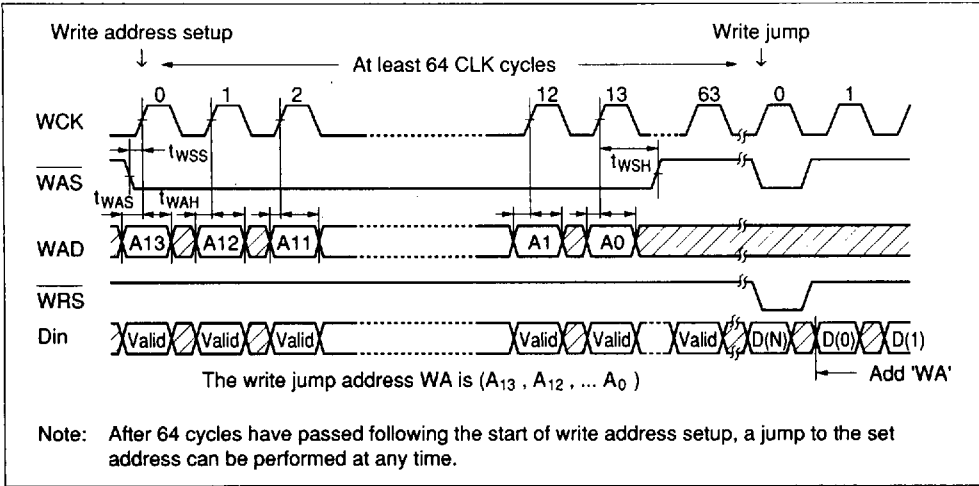 Write address setup
Write jump
At least 64 CLK cycles
0 1 2 12 13 63 0 1
WCK
tWSS
tWSH
WAS
tWAS tWAH
WAD A13 A12 A11 A1 A0
WRS
Din Valid Valid Valid Valid Valid Valid D(N) D(0) D(1)
The write jump address WA is (A13 , A12 , ... A0 )
Add 'WA'
Note: After 64 cycles have passed following the start of write address setup, a jump to the set
address can be performed at any time.